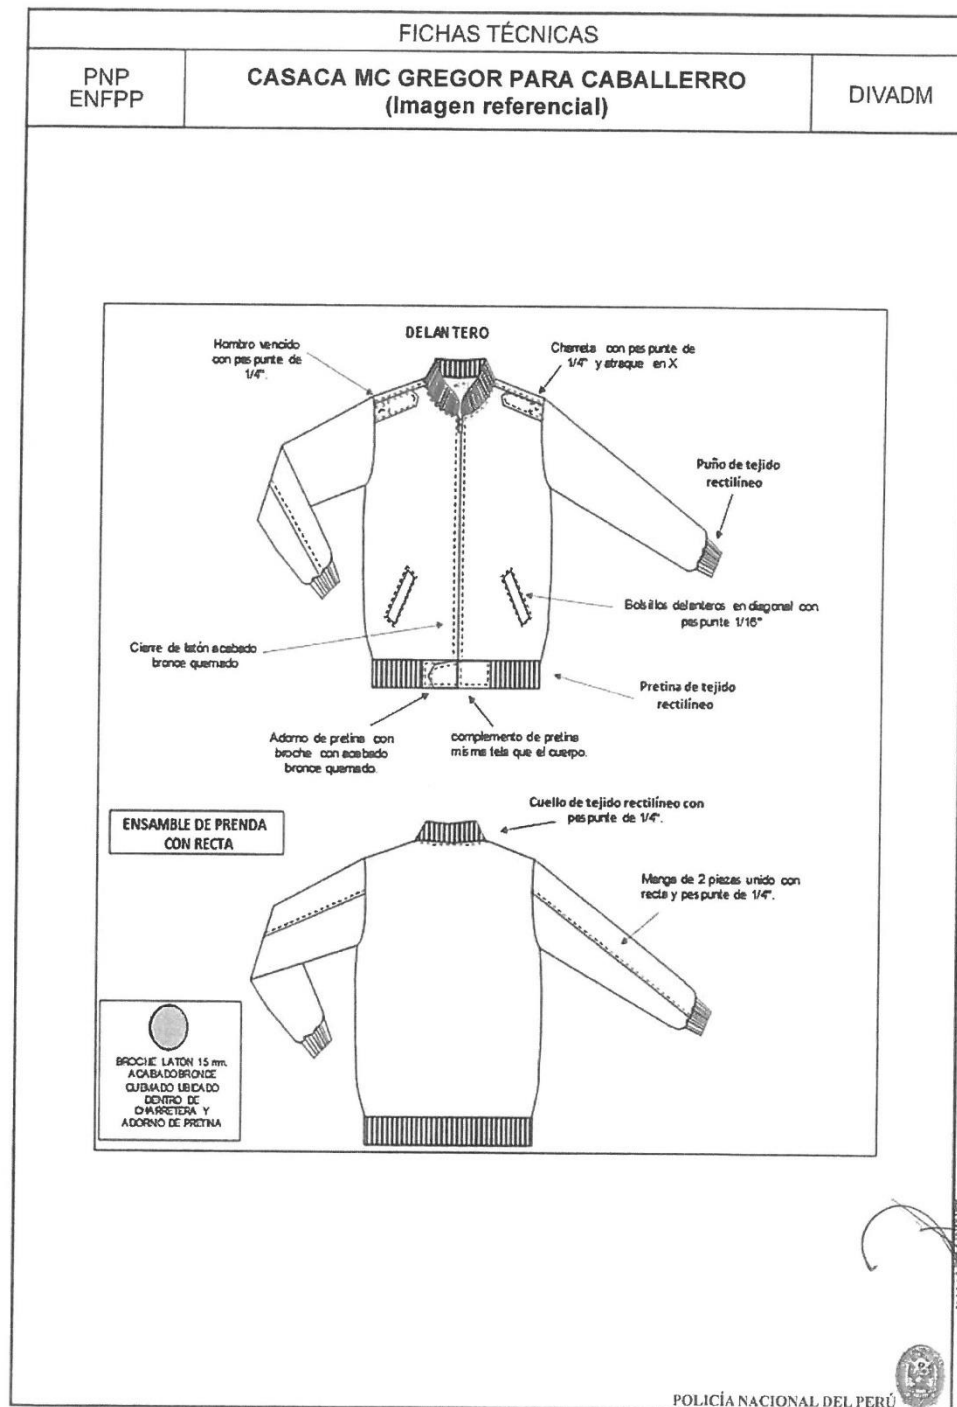 FICHAS TÉCNICAS
PNP
ENFPP
CASACA MC GREGOR PARA CABALLERRO
(Imagen referencial)
DIVADM
DELANTERO
Hombro vencido
con pespunte de
1/4".
Charreta con pespunte de
1/4" y atraque en X
Puño de tejido
rectilíneo
Bolsillos delanteros en diagonal con
pespunte 1/16"
Cierre de latón acabado
bronce quemado
Pretina de tejido
rectilíneo
Adorno de pretina con
broche con acabado
bronce quemado.
complemento de pretina
misma tela que el cuerpo.
Cuello de tejido rectilíneo con
pespunte de 1/4".
ENSAMBLE DE PRENDA
CON RECTA
Manga de 2 piezas unido con
recta y pespunte de 1/4".
BROCHE LATÓN 15 mm.
ACABADO BRONCE
QUEMADO UBICADO
DENTRO DE
CHARRETERA Y
ADORNO DE PRETINA
POLICÍA NACIONAL DEL PERÚ